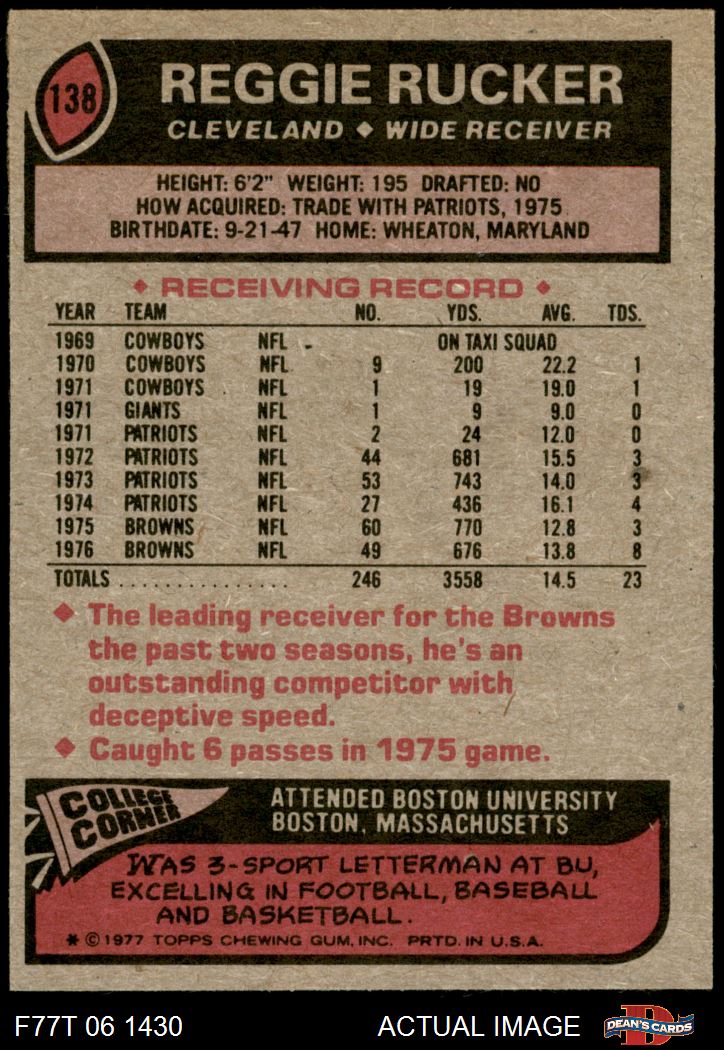 138
REGGIE RUCKER
CLEVELAND ◆ WIDE RECEIVER
HEIGHT: 6'2" WEIGHT: 195 DRAFTED: NO
HOW ACQUIRED: TRADE WITH PATRIOTS, 1975
BIRTHDATE: 9-21-47 HOME: WHEATON, MARYLAND
◆ RECEIVING RECORD ◆
YEAR TEAM NO. YDS. AVG. TDS.
1969 COWBOYS NFL ON TAXI SQUAD
1970 COWBOYS NFL 9 200 22.2 1
1971 COWBOYS NFL 1 19 19.0 1
1971 GIANTS NFL 1 9 9.0 0
1971 PATRIOTS NFL 2 24 12.0 0
1972 PATRIOTS NFL 44 681 15.5 3
1973 PATRIOTS NFL 53 743 14.0 3
1974 PATRIOTS NFL 27 436 16.1 4
1975 BROWNS NFL 60 770 12.8 3
1976 BROWNS NFL 49 676 13.8 8
TOTALS ................ 246 3558 14.5 23
◆ The leading receiver for the Browns
the past two seasons, he's an
outstanding competitor with
deceptive speed.
◆ Caught 6 passes in 1975 game.
COLLEGE
CORNER
ATTENDED BOSTON UNIVERSITY
BOSTON, MASSACHUSETTS
WAS 3-SPORT LETTERMAN AT BU,
EXCELLING IN FOOTBALL, BASEBALL
AND BASKETBALL.
* © 1977 TOPPS CHEWING GUM, INC. PRTD. IN U.S.A.
F77T 06 1430 ACTUAL IMAGE
D
DEAN'S CARDS